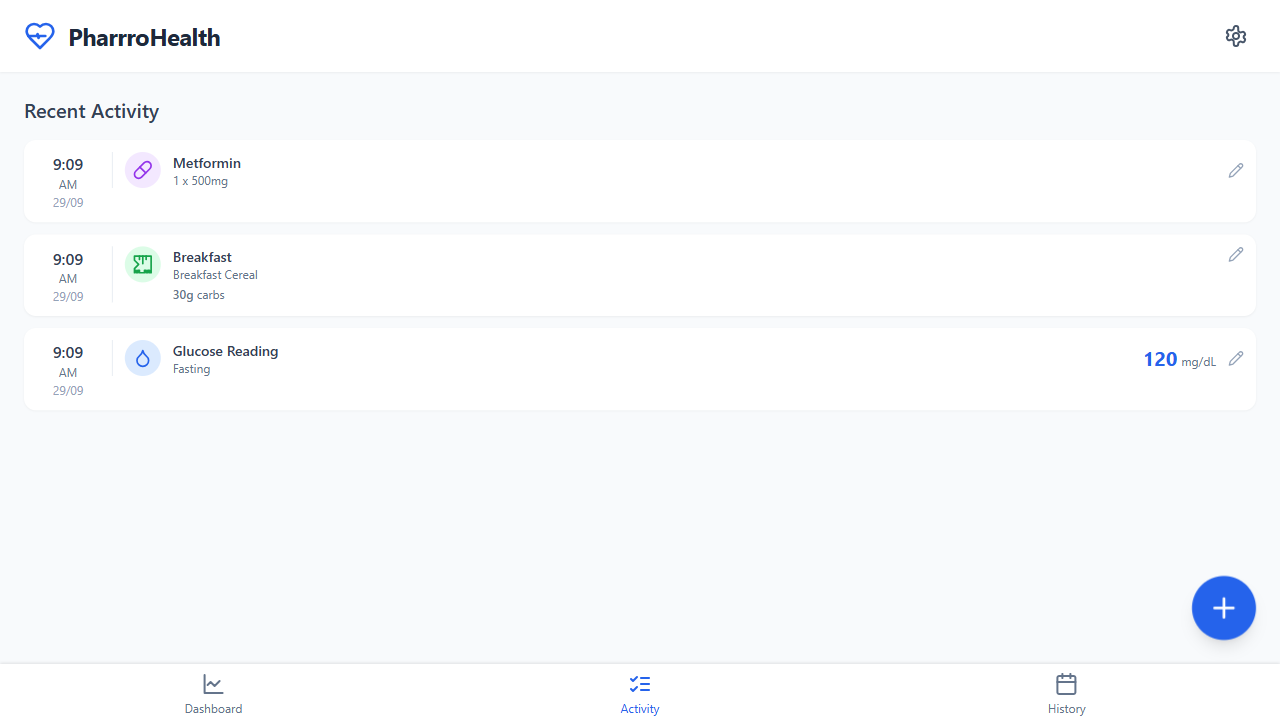 PharrroHealth
Recent Activity
9:09
AM
29/09
Metformin
1 x 500mg
9:09
AM
29/09
Breakfast
Breakfast Cereal
30g carbs
9:09
AM
29/09
Glucose Reading
Fasting
120 mg/dL
Dashboard
Activity
History